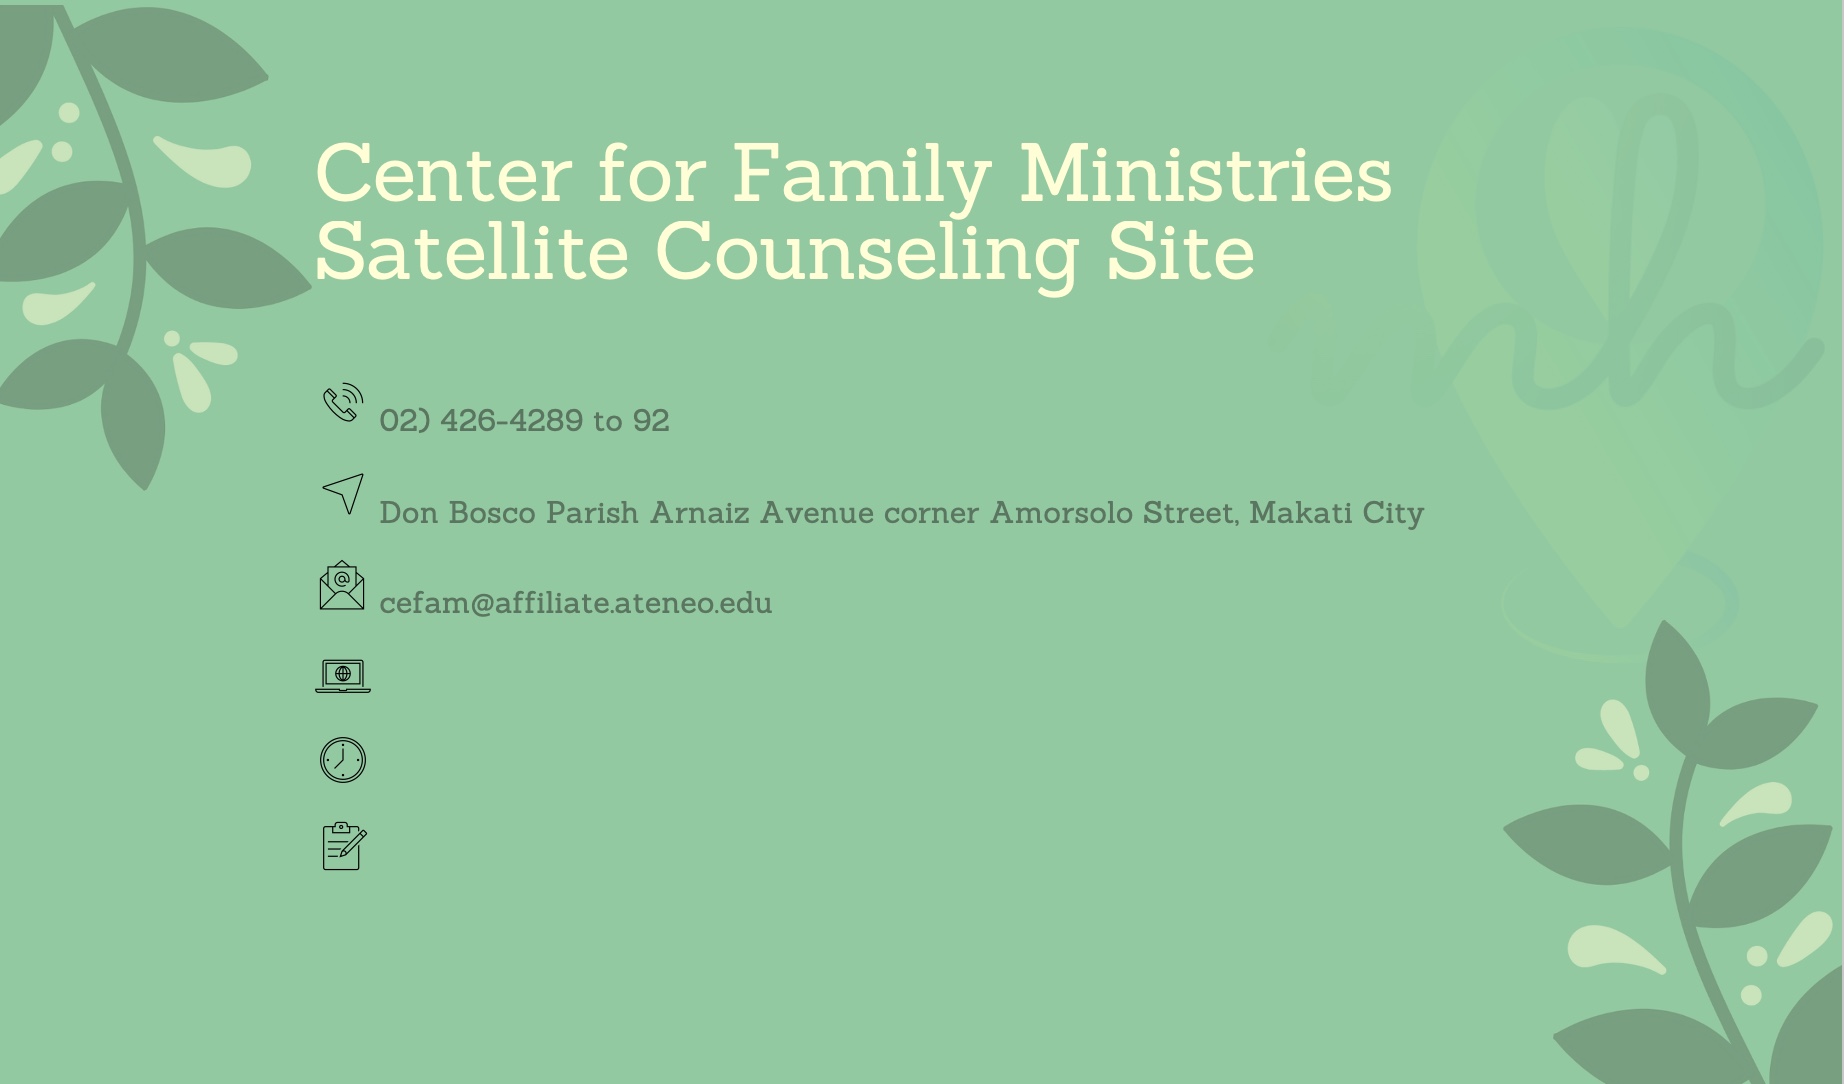 Center for Family Ministries
Satellite Counseling Site
02) 426-4289 to 92
Don Bosco Parish Arnaiz Avenue corner Amorsolo Street, Makati City
cefam@affiliate.ateneo.edu